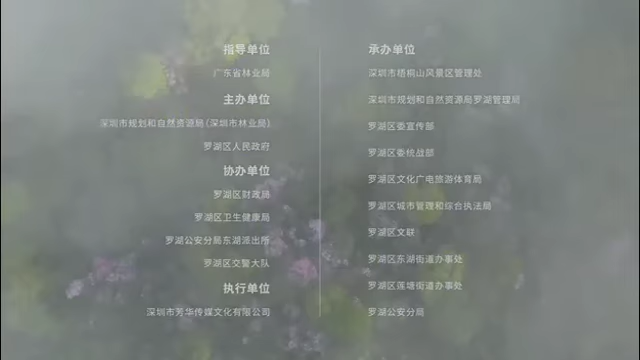 指导单位
广东省林业局
主办单位
深圳市规划和自然资源局(深圳市林业局)
罗湖区人民政府
协办单位
罗湖区财政局
罗湖区卫生健康局
罗湖公安分局东湖派出所
罗湖区交警大队
执行单位
深圳市芳华传媒文化有限公司
承办单位
深圳市梧桐山风景区管理处
深圳市规划和自然资源局罗湖管理局
罗湖区委宣传部
罗湖区委统战部
罗湖区文化广电旅游体育局
罗湖区城市管理和综合执法局
罗湖区文联
罗湖区东湖街道办事处
罗湖区莲塘街道办事处
罗湖公安分局